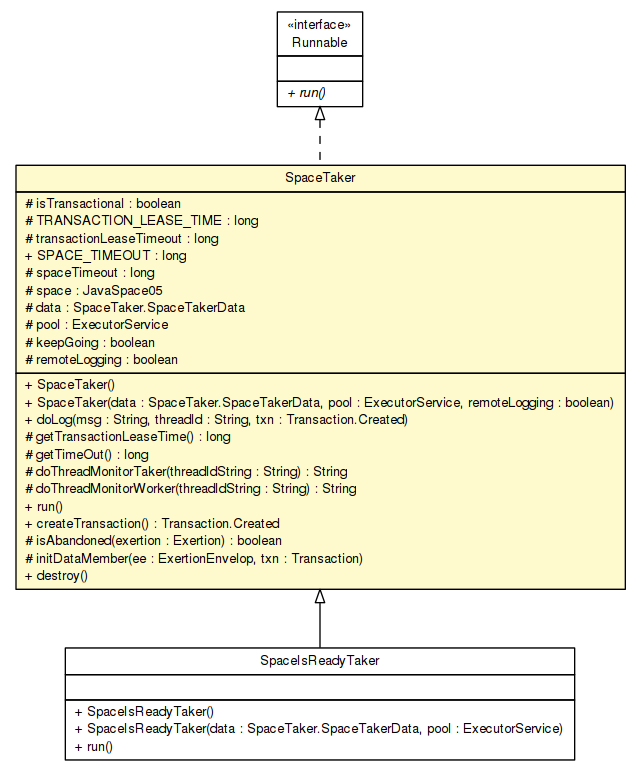 «interface»
Runnable
+ run()
SpaceTaker
# isTransactional : boolean
# TRANSACTION_LEASE_TIME : long
# transactionLeaseTimeout : long
+ SPACE_TIMEOUT : long
# spaceTimeout : long
# space : JavaSpace05
# data : SpaceTaker.SpaceTakerData
# pool : ExecutorService
# keepGoing : boolean
# remoteLogging : boolean
+ SpaceTaker()
+ SpaceTaker(data : SpaceTaker.SpaceTakerData, pool : ExecutorService, remoteLogging : boolean)
+ doLog(msg : String, threadId : String, txn : Transaction.Created)
# getTransactionLeaseTime() : long
# getTimeOut() : long
# doThreadMonitorTaker(threadIdString : String) : String
# doThreadMonitorWorker(threadIdString : String) : String
+ run()
+ createTransaction() : Transaction.Created
# isAbandoned(exertion : Exertion) : boolean
# initDataMember(ee : ExertionEnvelop, txn : Transaction)
+ destroy()
SpaceIsReadyTaker
+ SpaceIsReadyTaker()
+ SpaceIsReadyTaker(data : SpaceTaker.SpaceTakerData, pool : ExecutorService)
+ run()